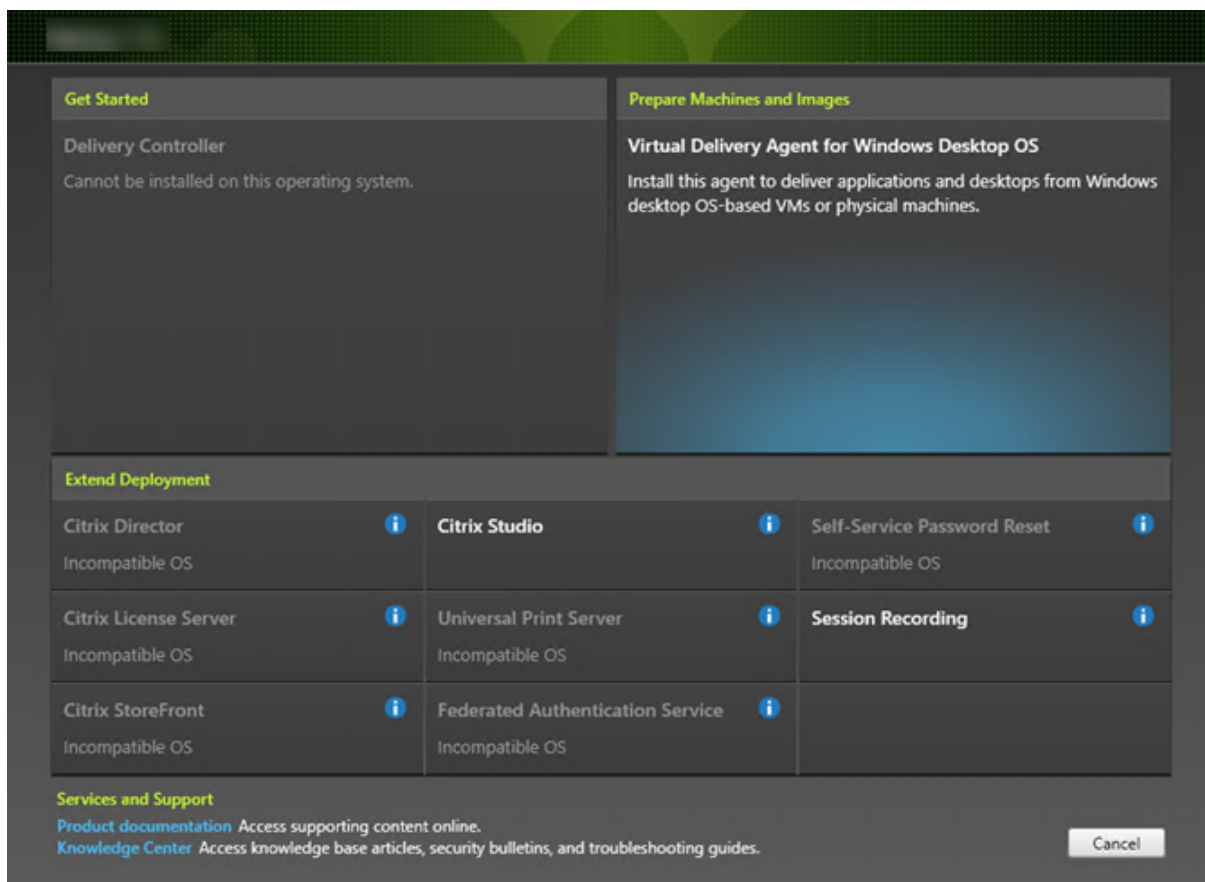 Get Started
Delivery Controller
Cannot be installed on this operating system.
Prepare Machines and Images
Virtual Delivery Agent for Windows Desktop OS
Install this agent to deliver applications and desktops from Windows
desktop OS-based VMs or physical machines.
Extend Deployment
Citrix Director
Incompatible OS
Citrix Studio
Self-Service Password Reset
Incompatible OS
Citrix License Server
Incompatible OS
Universal Print Server
Incompatible OS
Session Recording
Citrix StoreFront
Incompatible OS
Federated Authentication Service
Incompatible OS
Services and Support
Product documentation Access supporting content online.
Knowledge Center Access knowledge base articles, security bulletins, and troubleshooting guides.
Cancel